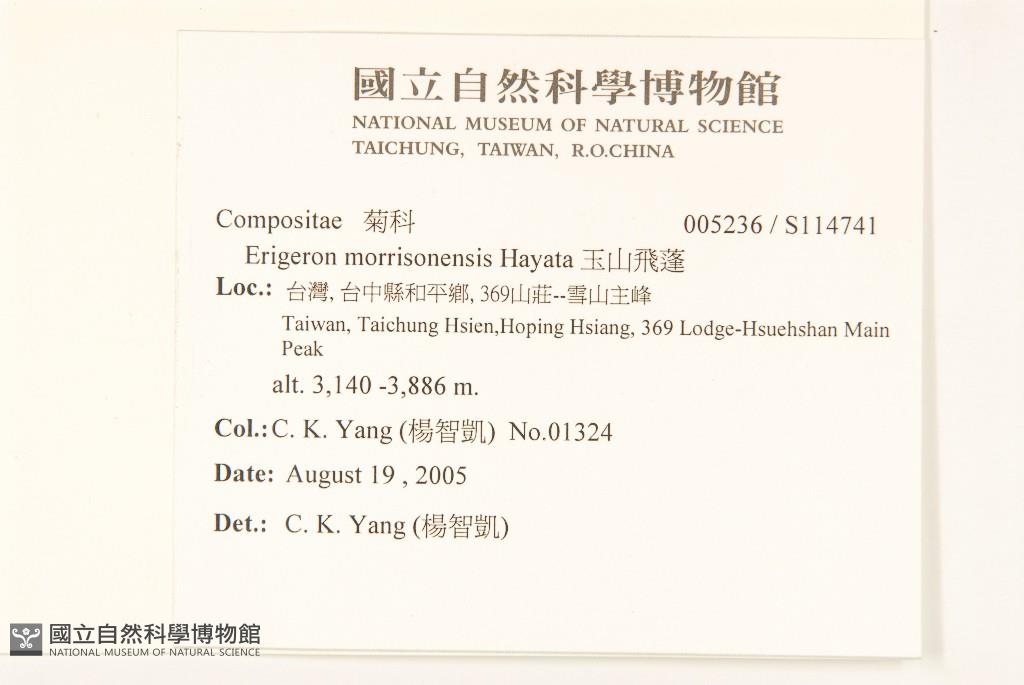 國立自然科學博物館
NATIONAL MUSEUM OF NATURAL SCIENCE
TAICHUNG, TAIWAN, R.O.CHINA
Compositae 菊科 005236 / S114741
Erigeron morrisonensis Hayata 玉山飛蓬
Loc.: 台灣, 台中縣和平鄉, 369山莊--雪山主峰
Taiwan, Taichung Hsien,Hoping Hsiang, 369 Lodge-Hsuehshan Main
Peak
alt. 3,140 -3,886 m.
Col.: C. K. Yang (楊智凱) No.01324
Date: August 19 , 2005
Det.: C. K. Yang (楊智凱)
國立自然科學博物館
NATIONAL MUSEUM OF NATURAL SCIENCE